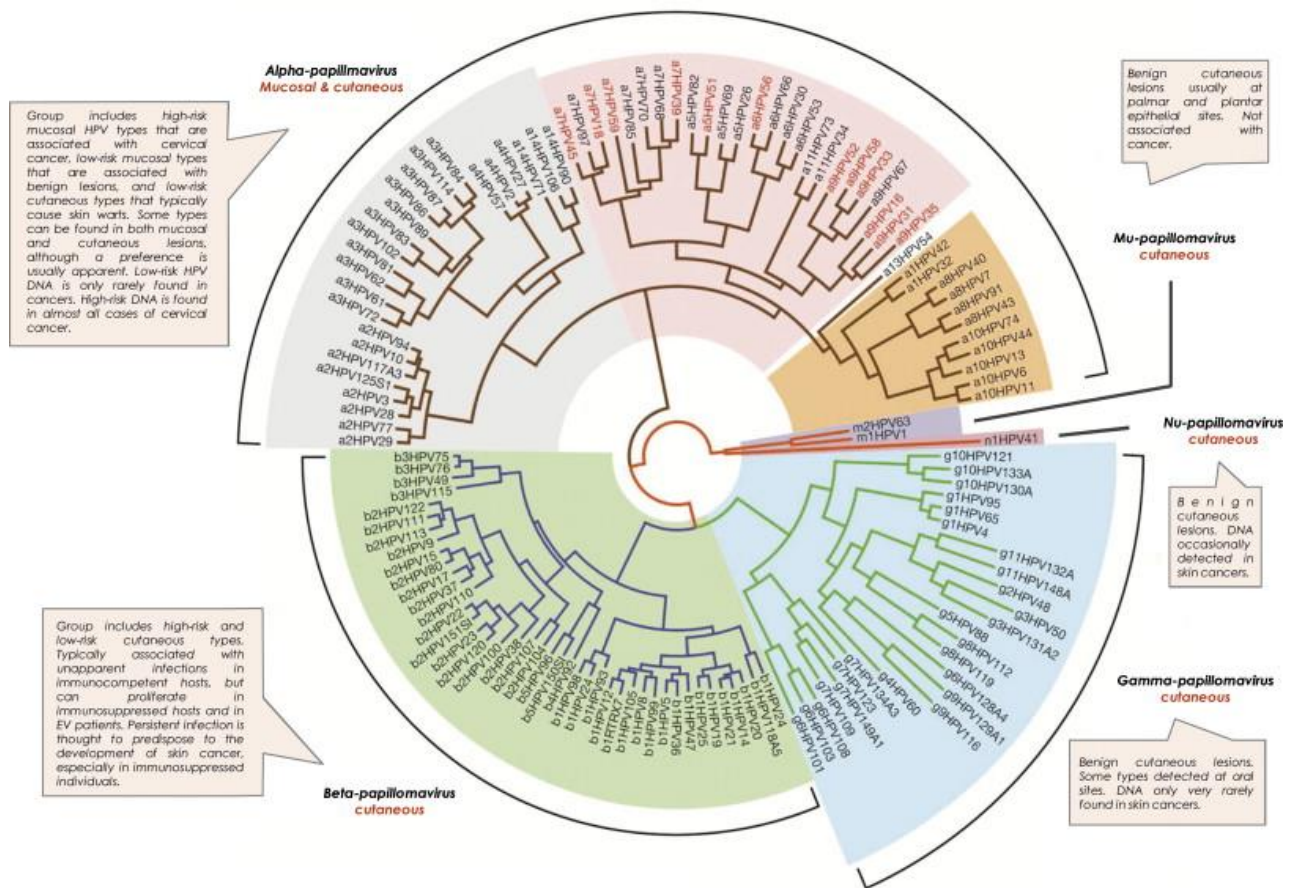 Alpha-papillmavirus
Mucosal & cutaneous
Group includes high-risk
mucosal HPV types that are
associated with cervical
cancer, low-risk mucosal types
that are associated with
benign lesions, and low-risk
cutaneous types that typically
cause skin warts. Some types
can be found in both mucosal
and cutaneous lesions,
although a preference is
usually apparent. Low-risk HPV
DNA is only rarely found in
cancers. High-risk DNA is found
in almost all cases of cervical
cancer.
Benign cutaneous
lesions usually at
palmar and plantar
epithelial sites. Not
associated with
cancer.
Mu-papillomavirus
cutaneous
Nu-papillomavirus
cutaneous
Benign
cutaneous
lesions. DNA
occasionally
detected in
skin cancers.
Gamma-papillomavirus
cutaneous
Benign cutaneous lesions.
Some types detected at oral
sites. DNA only very rarely
found in skin cancers.
Group includes high-risk and
low-risk cutaneous types.
Typically associated with
unapparent infections in
immunocompetent hosts, but
can proliferate in
immunosuppressed hosts and in
EV patients. Persistent infection is
thought to predispose to the
development of skin cancer,
especially in immunosuppressed
individuals.
Beta-papillomavirus
cutaneous
a2HPV29
a2HPV77
a2HPV28
a2HPV3
a2HPV125S1
a2HPV117A3
a2HPV10
a2HPV94
a3HPV72
a3HPV61
a3HPV62
a3HPV81
a3HPV102
a3HPV83
a3HPV89
a3HPV86
a3HPV87
a3HPV114
a3HPV84
a4HPV57
a4HPV2
a4HPV27
a14HPV71
a14HPV106
a14HPV90
a7HPV45
a7HPV97
a7HPV18
a7HPV59
a7HPV85
a7HPV70
a7HPV68
a7HPV39
a5HPV82
a5HPV51
a5HPV69
a5HPV26
a6HPV56
a6HPV66
a6HPV30
a6HPV53
a11HPV73
a11HPV34
a9HPV52
a9HPV58
a9HPV33
a9HPV67
a9HPV16
a9HPV31
a9HPV35
a13HPV54
a1HPV42
a1HPV32
a8HPV40
a8HPV7
a8HPV91
a8HPV43
a10HPV74
a10HPV44
a10HPV13
a10HPV6
a10HPV11
m2HPV63
m1HPV1
n1HPV41
g10HPV121
g10HPV133A
g10HPV130A
g1HPV95
g1HPV65
g1HPV4
g11HPV132A
g11HPV148A
g2HPV48
g3HPV50
g3HPV131A2
g5HPV88
g8HPV112
g8HPV119
g6HPV128A4
g9HPV129A1
g9HPV116
g4HPV60
g7HPV134A3
g7HPV123
g7HPV149A1
g7HPV109
g6HPV108
g6HPV103
g6HPV101
b1HPV24
b1HPV118A5
b1HPV20
b1HPV14
b1HPV21
b1HPV19
b1HPV25
b1HPV47
b1HPV36
b1HPV5
b1HPV99
b1HPV8
b1HPV105
b1RTRX7
b1HPV12
b1HPV93
b1HPV24
b1HPV98
b4HPV92
b5HPV96
b2HPV104
b2HPV107
b2HPV38
b2HPV100
b2HPV120
b2HPV23
b2HPV151SI
b2HPV22
b2HPV110
b2HPV37
b2HPV17
b2HPV80
b2HPV15
b2HPV9
b2HPV113
b2HPV111
b2HPV122
b3HPV115
b3HPV49
b3HPV76
b3HPV75